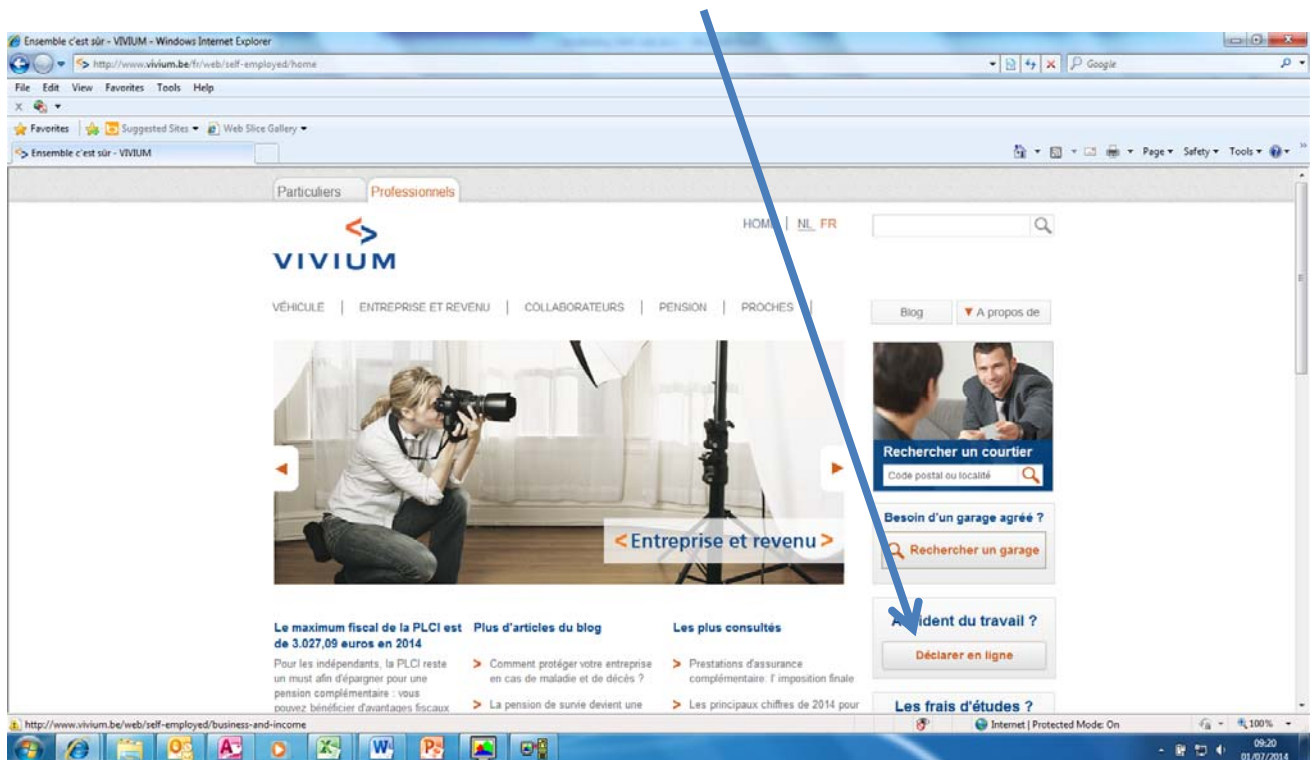 Ensemble c'est sûr - VIVIUM - Windows Internet Explorer
http://www.vivium.be/fr/web/self-employed/home
Google
File Edit View Favorites Tools Help
X
Favorites Suggested Sites Web Slice Gallery
Ensemble c'est sûr - VIVIUM
Page Safety Tools
Particuliers Professionnels
HOME | NL FR
VIVIUM
VÉHICULE | ENTREPRISE ET REVENU | COLLABORATEURS | PENSION | PROCHES |
Blog A propos de
Rechercher un courtier
Code postal ou localité
Besoin d'un garage agréé ?
Rechercher un garage
<Entreprise et revenu>
Accident du travail ?
Déclarer en ligne
Les frais d'études ?
Le maximum fiscal de la PLCI est
de 3.027,09 euros en 2014
Pour les indépendants, la PLCI reste
un must afin d'épargner pour une
pension complémentaire : vous
pouvez bénéficier d'avantages fiscaux
Plus d'articles du blog
> Comment protéger votre entreprise
en cas de maladie et de décès ?
> La pension de survie devient une
Les plus consultés
> Prestations d'assurance
complémentaire: l' imposition finale
> Les principaux chiffres de 2014 pour
http://www.vivium.be/web/self-employed/business-and-income
Internet | Protected Mode: On
100%
09:20
01/07/2014